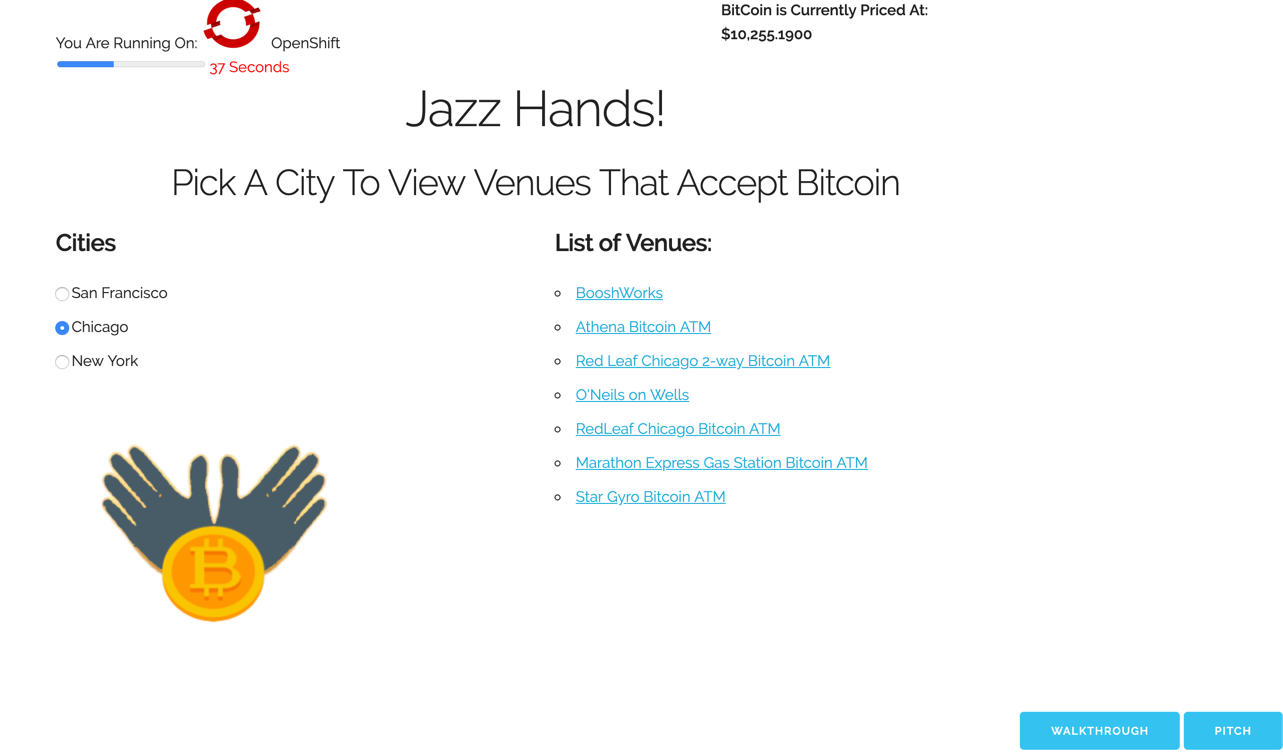 BitCoin is Currently Priced At:
$10,255.1900
You Are Running On: OpenShift
37 Seconds
Jazz Hands!
Pick A City To View Venues That Accept Bitcoin
Cities
San Francisco
Chicago
New York
List of Venues:
BooshWorks
Athena Bitcoin ATM
Red Leaf Chicago 2-way Bitcoin ATM
O'Neils on Wells
RedLeaf Chicago Bitcoin ATM
Marathon Express Gas Station Bitcoin ATM
Star Gyro Bitcoin ATM
WALKTHROUGH
PITCH